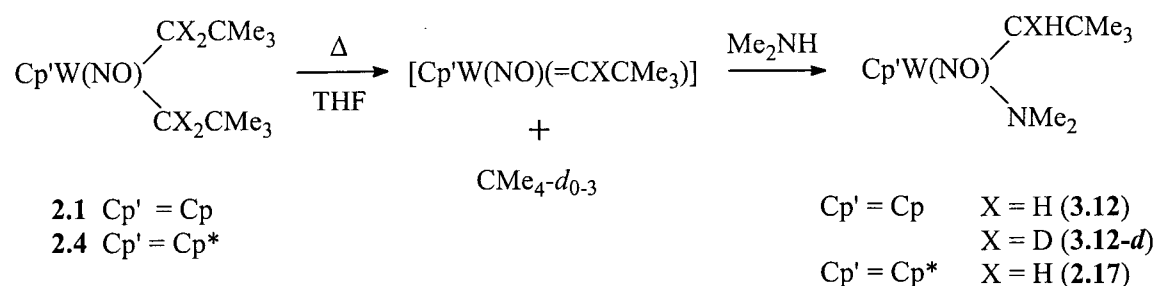 CX₂CMe₃
Cp'W(NO)
CX₂CMe₃
Δ
THF
[Cp'W(NO)(=CXCMe₃)]
+
CMe₄-d₀₋₃
Me₂NH
CXHCMe₃
Cp'W(NO)
NMe₂
2.1 Cp' = Cp
2.4 Cp' = Cp*
Cp' = Cp X = H (3.12)
X = D (3.12-d)
Cp' = Cp* X = H (2.17)